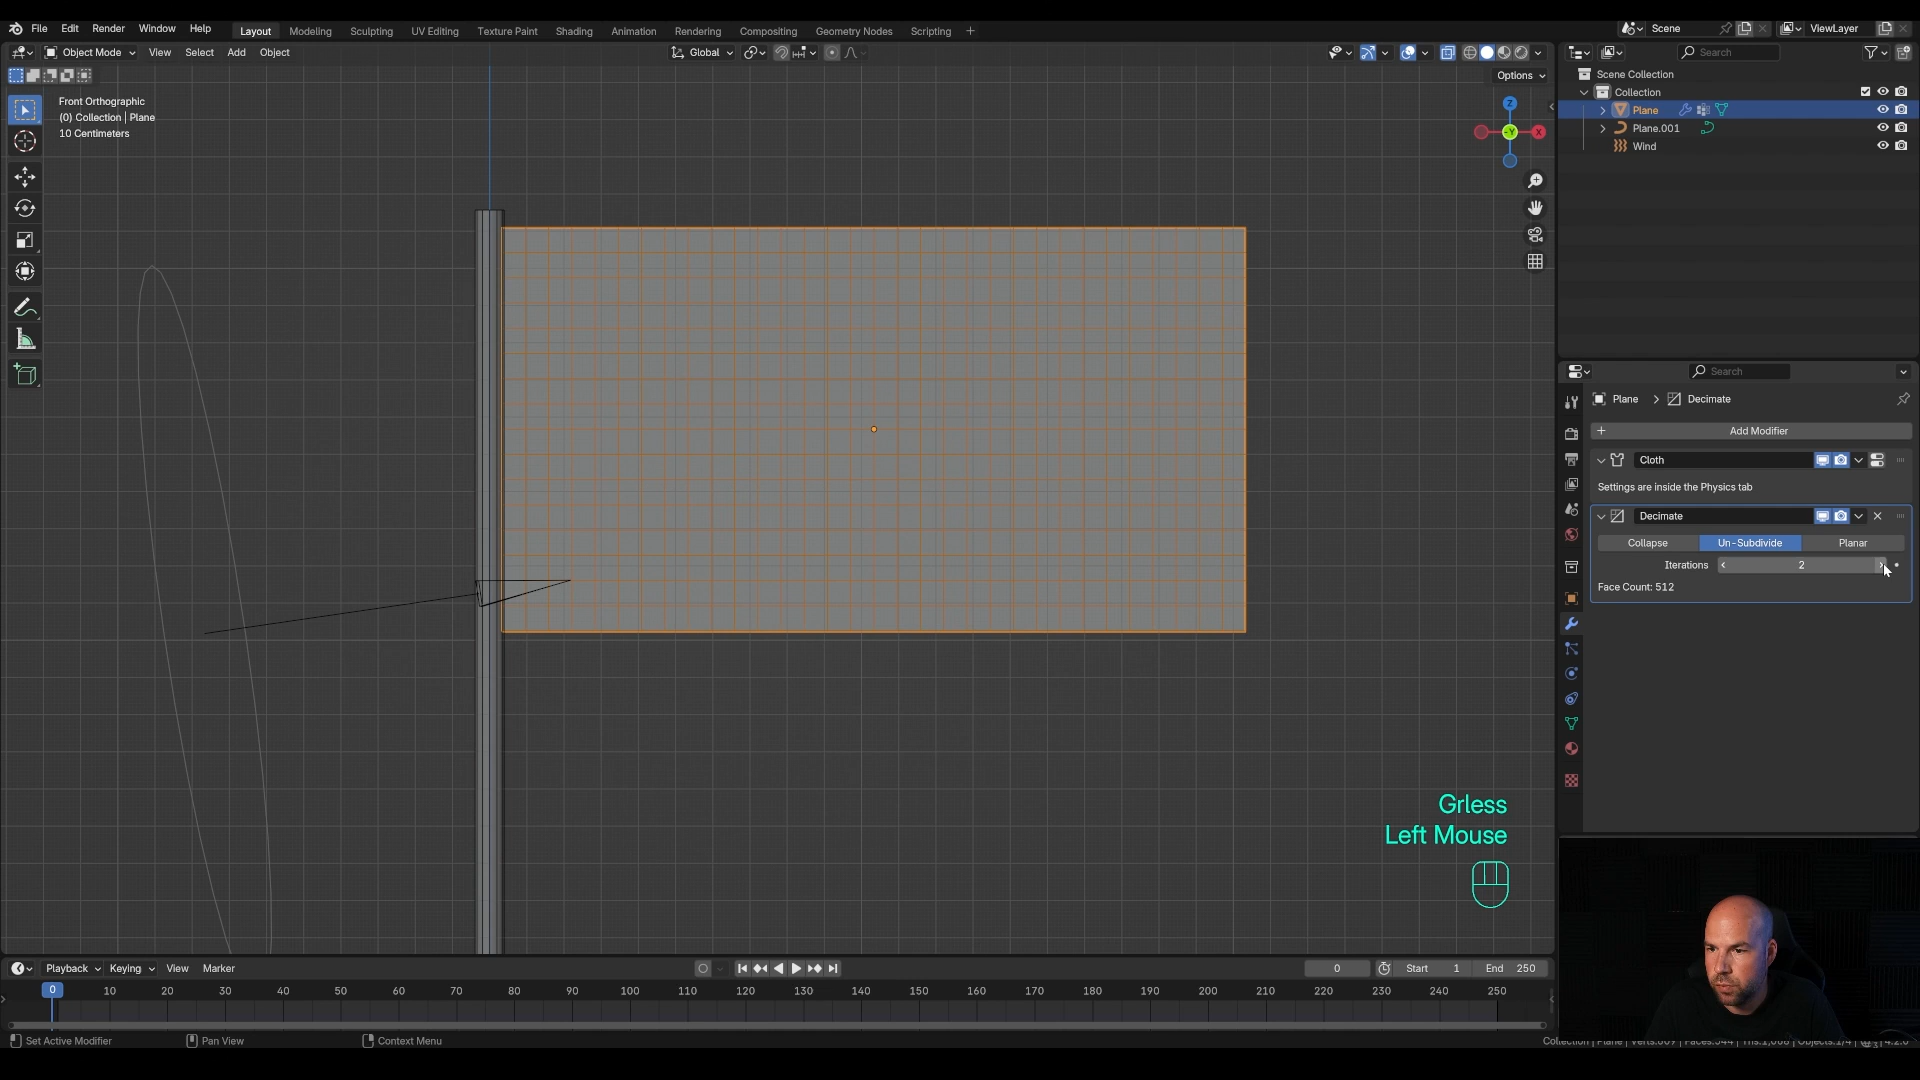 File Edit Render Window Help Layout Modeling Sculpting UV Editing Texture Paint Shading Animation Rendering Compositing Geometry Nodes Scripting + Scene ViewLayer
Object Mode View Select Add Object Global Search
Options
Scene Collection
Collection
Plane
Plane.001
Wind
Front Orthographic
(0) Collection | Plane
10 Centimeters
Z
-Y X
Search
Plane > Decimate
+ Add Modifier
Cloth
Settings are inside the Physics tab
Decimate
Collapse Un-Subdivide Planar
Iterations 2
Face Count: 512
Grless
Left Mouse
Playback Keying View Marker 0 Start 1 End 250
0 10 20 30 40 50 60 70 80 90 100 110 120 130 140 150 160 170 180 190 200 210 220 230 240 250
Set Active Modifier Pan View Context Menu